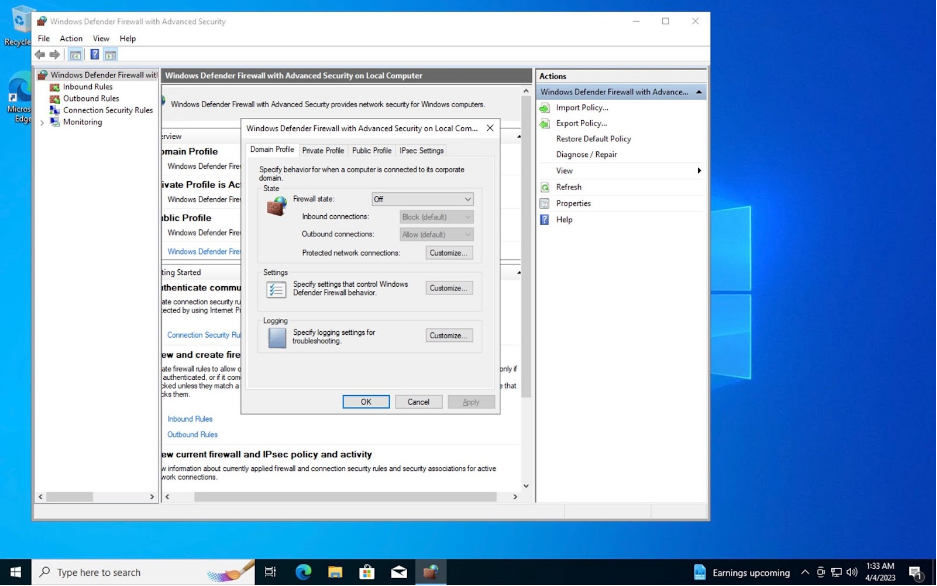 Recycle
Micros
Edge
Windows Defender Firewall with Advanced Security
File Action View Help
Windows Defender Firewall with
Inbound Rules
Outbound Rules
Connection Security Rules
Monitoring
Windows Defender Firewall with Advanced Security on Local Computer
Windows Defender Firewall with Advanced Security provides network security for Windows computers.
erview
omain Profile
Windows Defender Fire
ivate Profile is Ac
Windows Defender Fire
ublic Profile
Windows Defender Fire
Windows Defender Fire
ting Started
uthenticate commu
ate connection security ru
ected by using Internet P
Connection Security Rul
ew and create fire
ate firewall rules to allow o
only if
authenticated, or if it com
cked unless they match a
e that
cks them.
Inbound Rules
Outbound Rules
ew current firewall and IPsec policy and activity
w information about currently applied firewall and connection security rules and security associations for active
work connections.
Windows Defender Firewall with Advanced Security on Local Com...
Domain Profile Private Profile Public Profile IPsec Settings
Specify behavior for when a computer is connected to its corporate
domain.
State
Firewall state: Off
Inbound connections: Block (default)
Outbound connections: Allow (default)
Protected network connections: Customize...
Settings
Specify settings that control Windows
Defender Firewall behavior.
Customize...
Logging
Specify logging settings for
troubleshooting.
Customize...
OK Cancel Apply
Actions
Windows Defender Firewall with Advance...
Import Policy...
Export Policy...
Restore Default Policy
Diagnose / Repair
View
Refresh
Properties
Help
Type here to search
Earnings upcoming
1:33 AM
4/4/2023
1